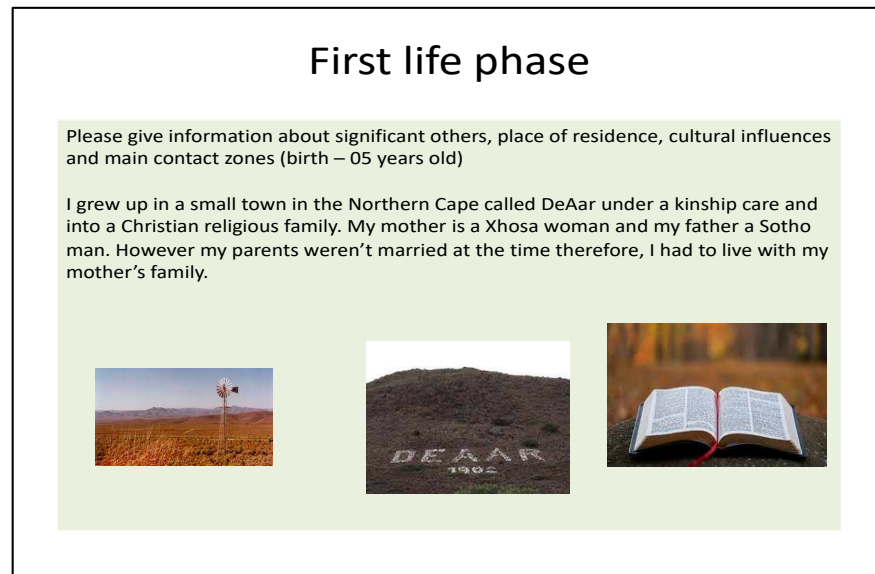 First life phase
Please give information about significant others, place of residence, cultural influences
and main contact zones (birth – 05 years old)
I grew up in a small town in the Northern Cape called DeAar under a kinship care and
into a Christian religious family. My mother is a Xhosa woman and my father a Sotho
man. However my parents weren’t married at the time therefore, I had to live with my
mother’s family.
DEAAR
1902